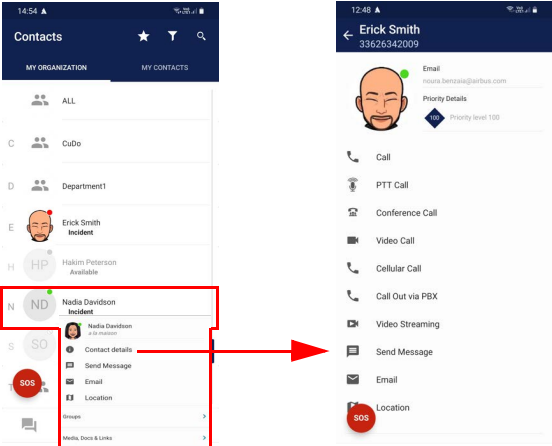 14:54
Contacts
MY ORGANIZATION
MY CONTACTS
ALL
C
CuDo
D
Department1
E
Erick Smith
Incident
H
HP
Hakim Peterson
Available
N
ND
Nadia Davidson
Incident
Nadia Davidson
a la maison
S
SO
Contact details
Send Message
T
SOS
Email
Location
Groups
Media, Docs & Links
12:48
Erick Smith
33626342009
Email
noura.benzaia@airbus.com
Priority Details
100
Priority level 100
Call
PTT Call
Conference Call
Video Call
Cellular Call
Call Out via PBX
Video Streaming
Send Message
Email
Location
SOS